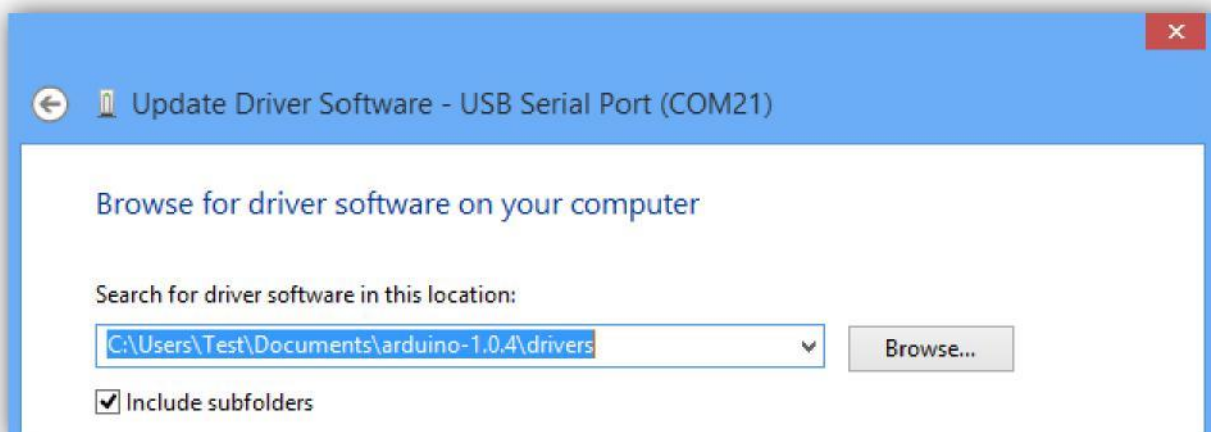 Update Driver Software - USB Serial Port (COM21)
Browse for driver software on your computer
Search for driver software in this location:
C:\Users\Test\Documents\arduino-1.0.4\drivers
Browse...
Include subfolders